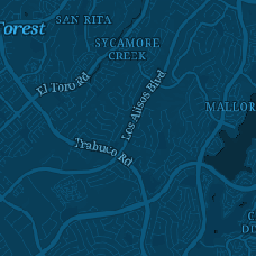 SAN RITA
Forest
SYCAMORE
CREEK
El Toro Rd
Los Alisos Blvd
MALLOR
Trabuco Rd
C
D